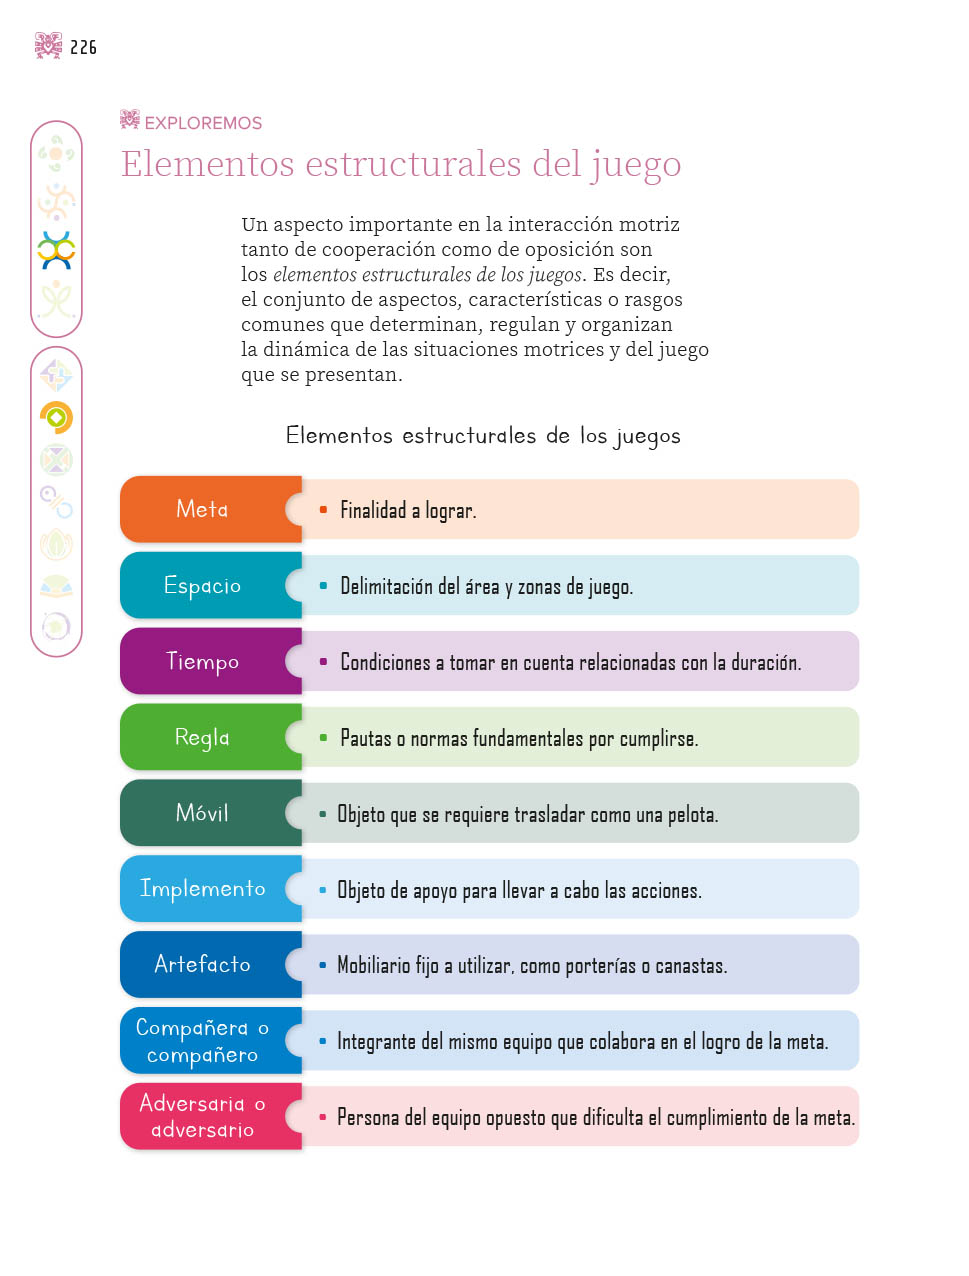 226
EXPLOREMOS
Elementos estructurales del juego
Un aspecto importante en la interacción motriz
tanto de cooperación como de oposición son
los elementos estructurales de los juegos. Es decir,
el conjunto de aspectos, características o rasgos
comunes que determinan, regulan y organizan
la dinámica de las situaciones motrices y del juego
que se presentan.
Elementos estructurales de los juegos
Meta
• Finalidad a lograr.
Espacio
• Delimitación del área y zonas de juego.
Tiempo
• Condiciones a tomar en cuenta relacionadas con la duración.
Regla
• Pautas o normas fundamentales por cumplirse.
Móvil
• Objeto que se requiere trasladar como una pelota.
Implemento
• Objeto de apoyo para llevar a cabo las acciones.
Artefacto
• Mobiliario fijo a utilizar, como porterías o canastas.
Compañera o
compañero
• Integrante del mismo equipo que colabora en el logro de la meta.
Adversaria o
adversario
• Persona del equipo opuesto que dificulta el cumplimiento de la meta.